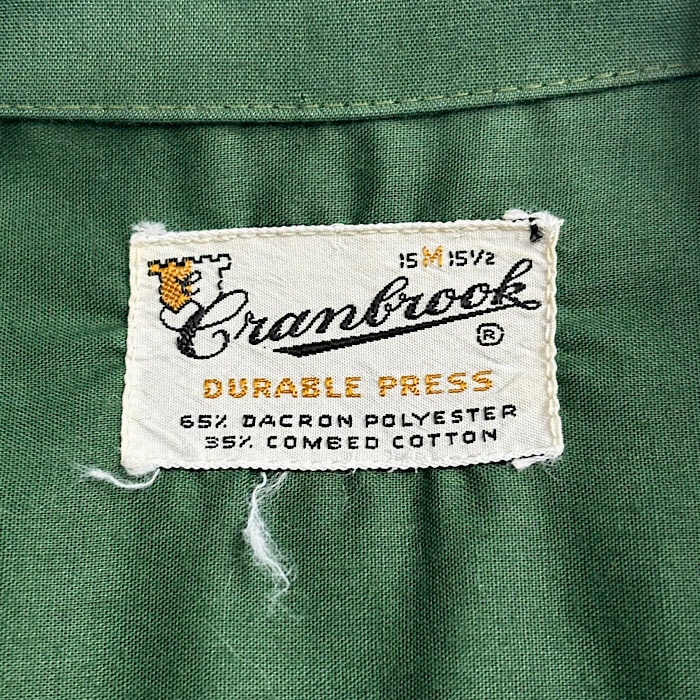 15 M 15½
Cranbrook
®
DURABLE PRESS
65% DACRON POLYESTER
35% COMBED COTTON